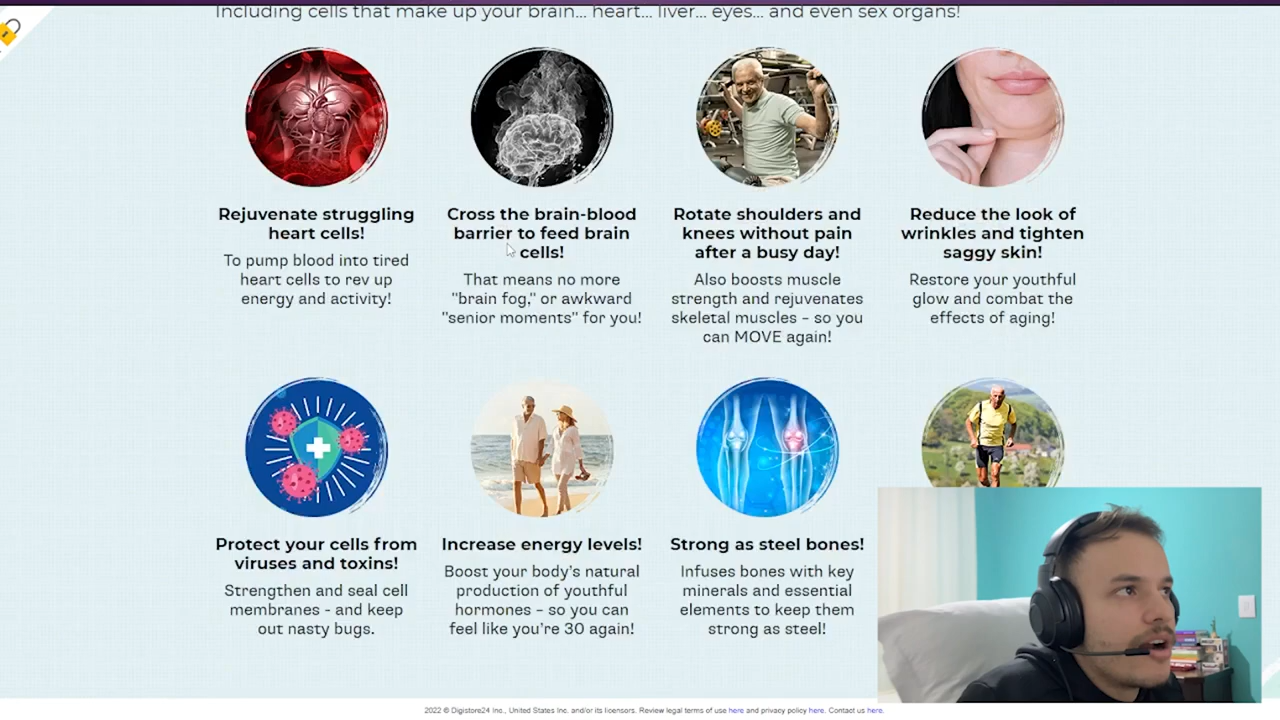 Including cells that make up your brain... heart... liver... eyes... and even sex organs!
Rejuvenate struggling
heart cells!
To pump blood into tired
heart cells to rev up
energy and activity!
Cross the brain-blood
barrier to feed brain
cells!
That means no more
"brain fog," or awkward
"senior moments" for you!
Rotate shoulders and
knees without pain
after a busy day!
Also boosts muscle
strength and rejuvenates
skeletal muscles – so you
can MOVE again!
Reduce the look of
wrinkles and tighten
saggy skin!
Restore your youthful
glow and combat the
effects of aging!
Protect your cells from
viruses and toxins!
Strengthen and seal cell
membranes - and keep
out nasty bugs.
Increase energy levels!
Boost your body's natural
production of youthful
hormones – so you can
feel like you're 30 again!
Strong as steel bones!
Infuses bones with key
minerals and essential
elements to keep them
strong as steel!
2022 © Digistore24 Inc., United States Inc. and/or its licensors. Review legal terms of use here and privacy policy here. Contact us here.